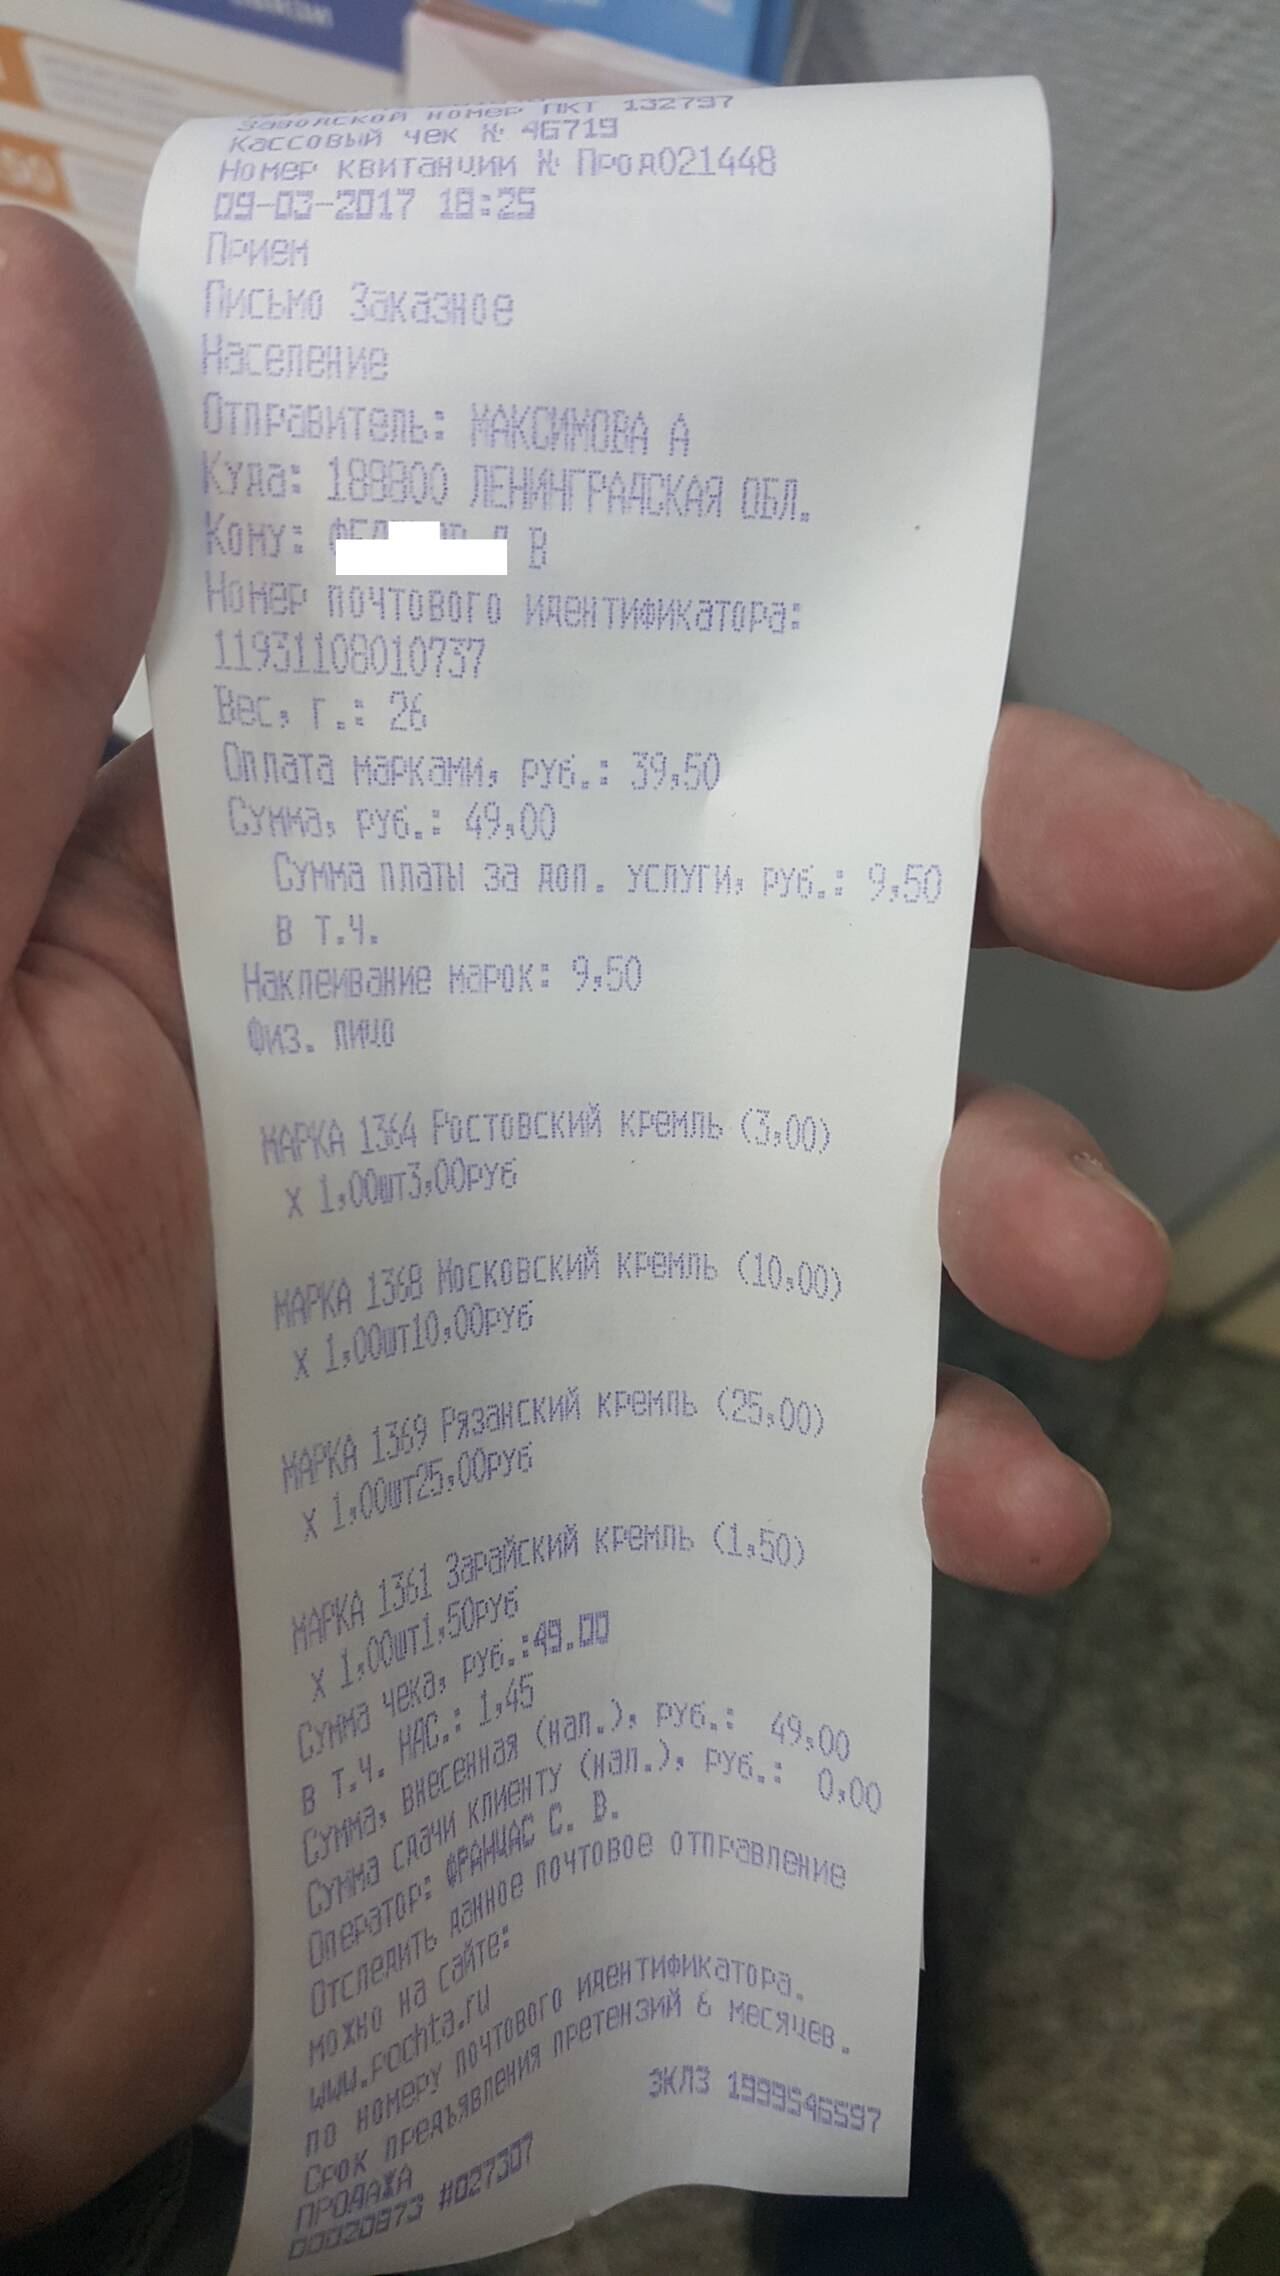 Заводской номер ПКТ 132797
Кассовый чек № 46719
Номер квитанции № Прод021448
09-03-2017 18:25
Прием
Письмо Заказное
Население
Отправитель: МАКСИМОВА А
Куда: 188800 ЛЕНИНГРАДСКАЯ ОБЛ.
Кому: В
Номер почтового идентификатора:
11931108010737
Вес, г.: 26
Оплата марками, руб.: 39,50
Сумма, руб.: 49,00
Сумма платы за доп. услуги, руб.: 9,50
в т.ч.
Наклеивание марок: 9,50
Физ. лицо
МАРКА 1364 Ростовский кремль (3,00)
X 1,00шт3,00руб
МАРКА 1368 Московский кремль (10,00)
X 1,00шт10,00руб
МАРКА 1369 Рязанский кремль (25,00)
X 1,00шт25,00руб
МАРКА 1361 Зарайский кремль (1,50)
X 1,00шт1,50руб
Сумма чека, руб.:49.00
в т.ч. НАС.: 1,45
Сумма, внесенная (нал.), руб.: 49,00
Сумма сдачи клиенту (нал.), руб.: 0,00
Оператор: ФРАНЦАС С. В.
Отследить данное почтовое отправление
можно на сайте:
www.pochta.ru
по номеру почтового идентификатора.
Срок предъявления претензий 6 месяцев.
ПРОДАЖА ЭКЛЗ 1999546597
00020873 #027307